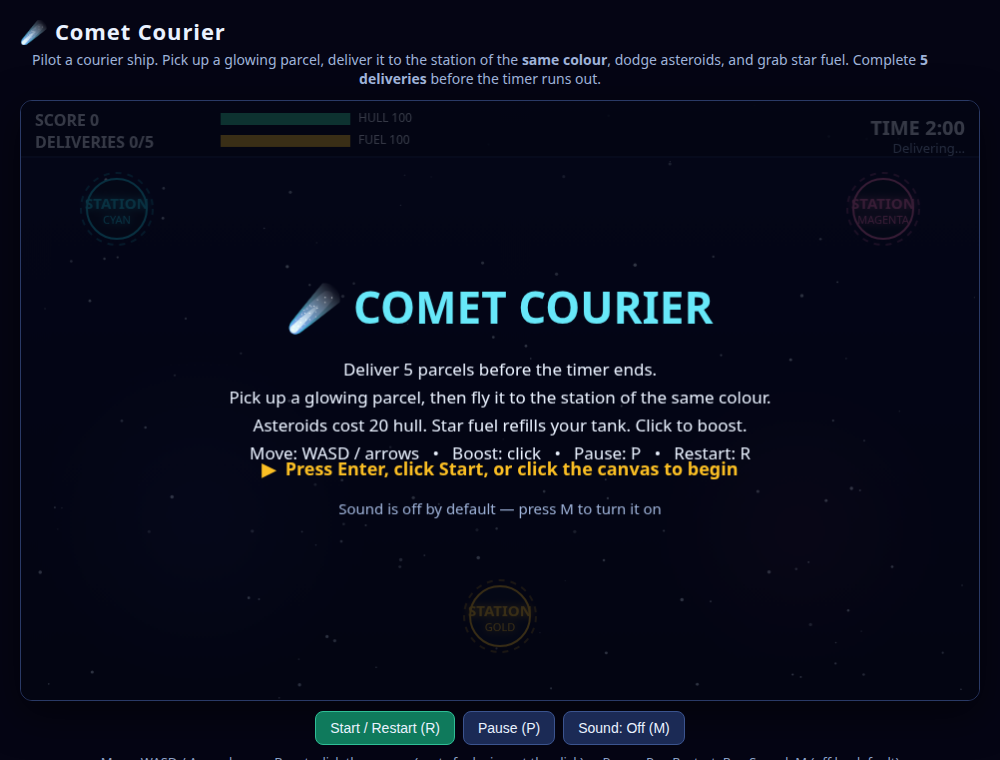 Comet Courier
Pilot a courier ship. Pick up a glowing parcel, deliver it to the station of the same colour, dodge asteroids, and grab star fuel. Complete 5
deliveries before the timer runs out.
SCORE 0
HULL 100
TIME 2:00
DELIVERIES 0/5
FUEL 100
Delivering...
STATION
CYAN
STATION
MAGENTA
COMET COURIER
Deliver 5 parcels before the timer ends.
Pick up a glowing parcel, then fly it to the station of the same colour.
Asteroids cost 20 hull. Star fuel refills your tank. Click to boost.
Move: WASD / arrows • Boost: click • Pause: P • Restart: R
▶ Press Enter, click Start, or click the canvas to begin
Sound is off by default — press M to turn it on
STATION
GOLD
Start / Restart (R)
Pause (P)
Sound: Off (M)